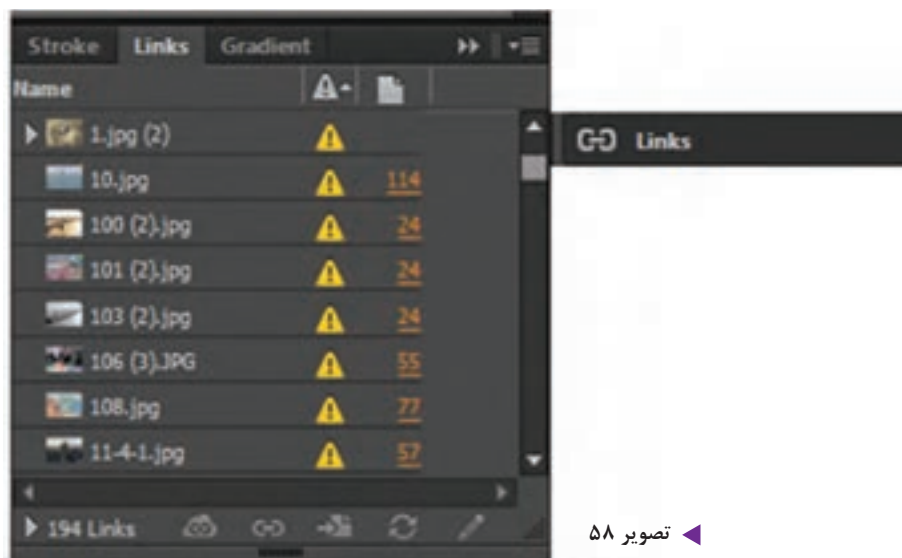 Stroke Links Gradient
Name
1.jpg (2)
10.jpg 114
100 (2).jpg 24
101 (2).jpg 24
103 (2).jpg 24
106 (3).JPG 55
108.jpg 77
11-4-1.jpg 57
194 Links
Links
تصویر ۵۸